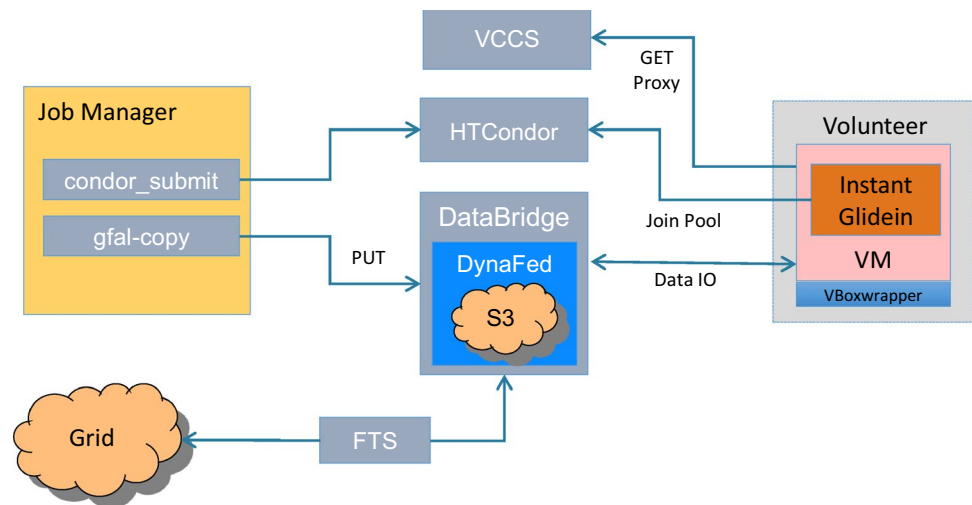 VCCS
GET
Proxy
Job Manager
HTCondor
Volunteer
condor_submit
Instant
Glidein
gfal-copy
DataBridge
Join Pool
PUT
DynaFed
VM
Data IO
VBoxwrapper
S3
Grid
FTS